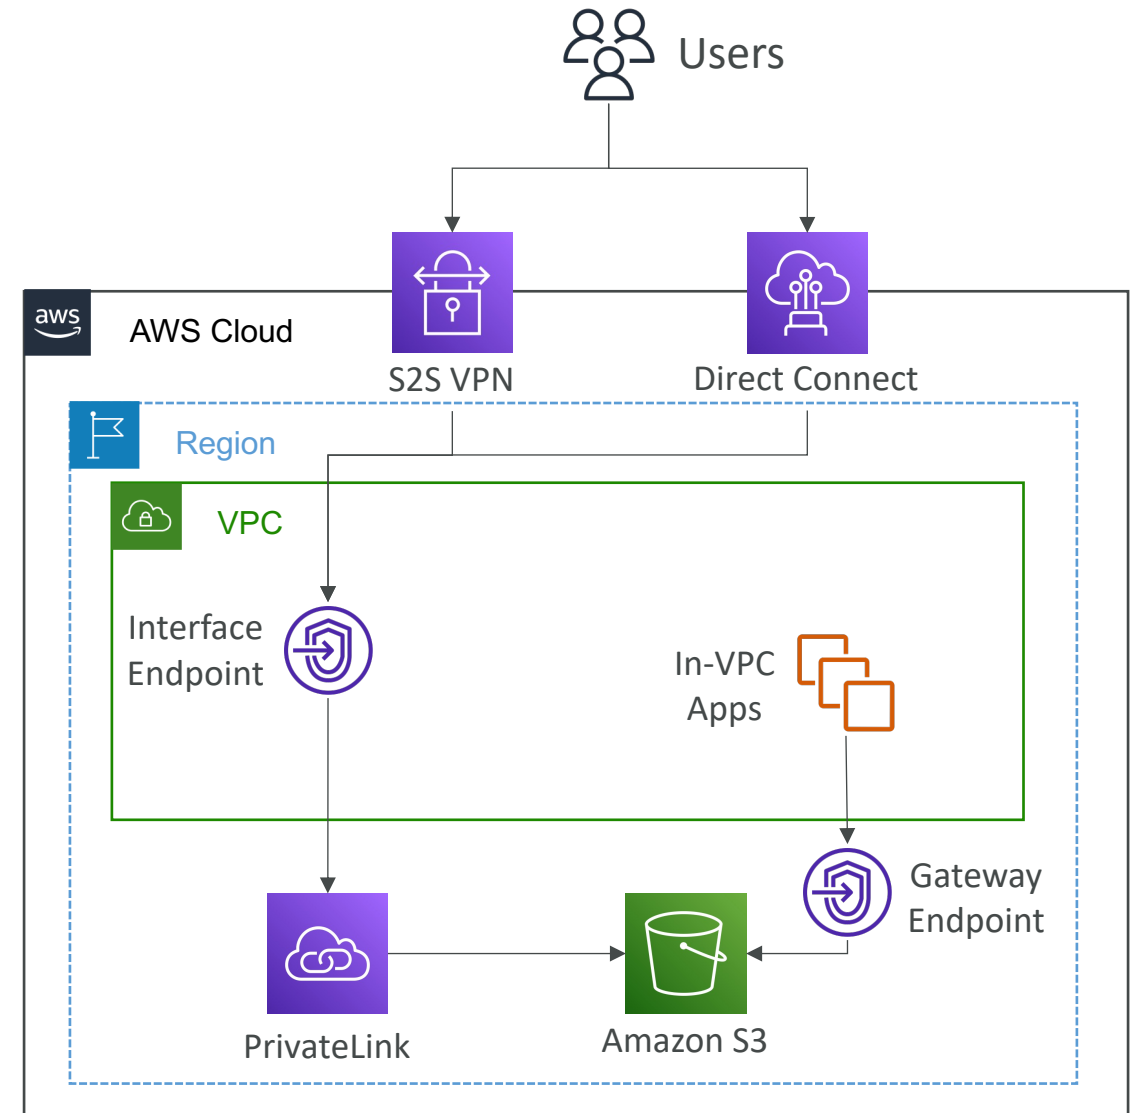 Users
aws
AWS Cloud
S2S VPN
Direct Connect
Region
VPC
Interface
Endpoint
In-VPC
Apps
Gateway
Endpoint
PrivateLink
Amazon S3